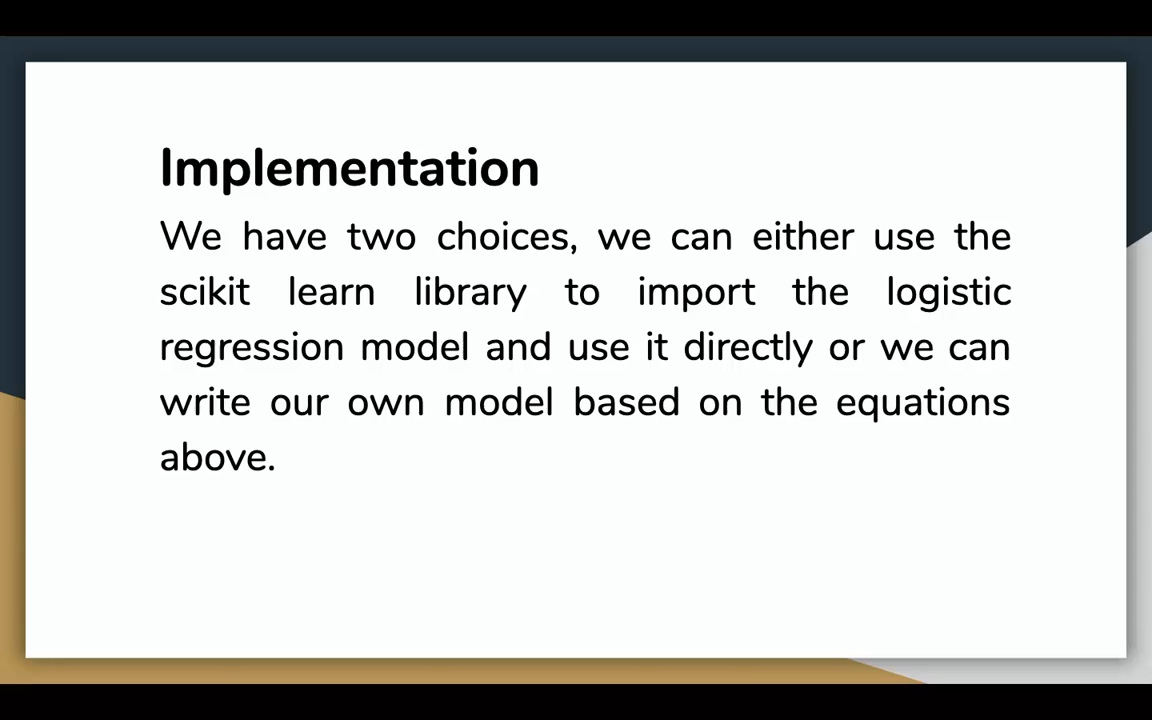 Implementation
We have two choices, we can either use the
scikit learn library to import the logistic
regression model and use it directly or we can
write our own model based on the equations
above.